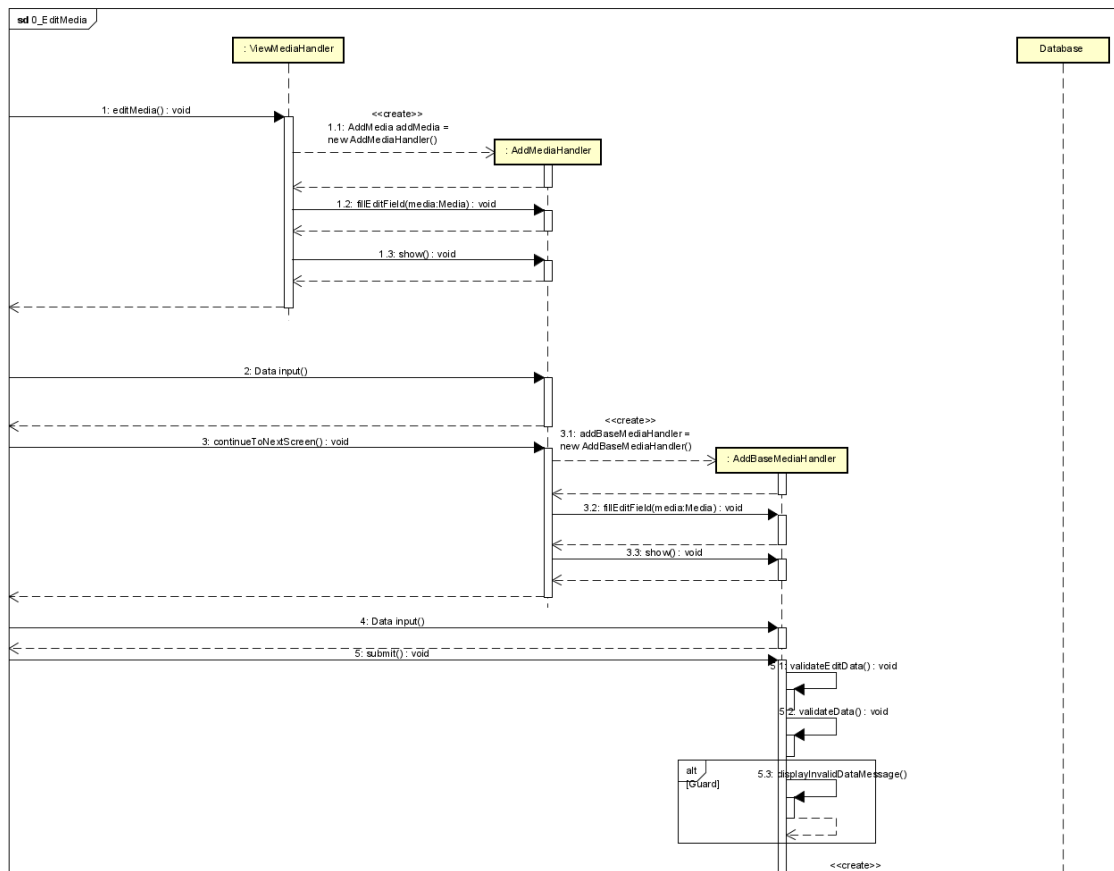 sd 0_EditMedia
: ViewMediaHandler
Database
1: editMedia() : void
<<create>>
1.1: AddMedia addMedia =
new AddMediaHandler()
: AddMediaHandler
1.2: fillEditField(media:Media) : void
1.3: show() : void
2: Data input()
<<create>>
3: continueToNextScreen() : void
3.1: addBaseMediaHandler =
new AddBaseMediaHandler()
: AddBaseMediaHandler
3.2: fillEditField(media:Media) : void
3.3: show() : void
4: Data input()
5: submit() : void
5.1: validateEditData() : void
5.2: validateData() : void
alt
5.3: displayInvalidDataMessage()
[Guard]
<<create>>